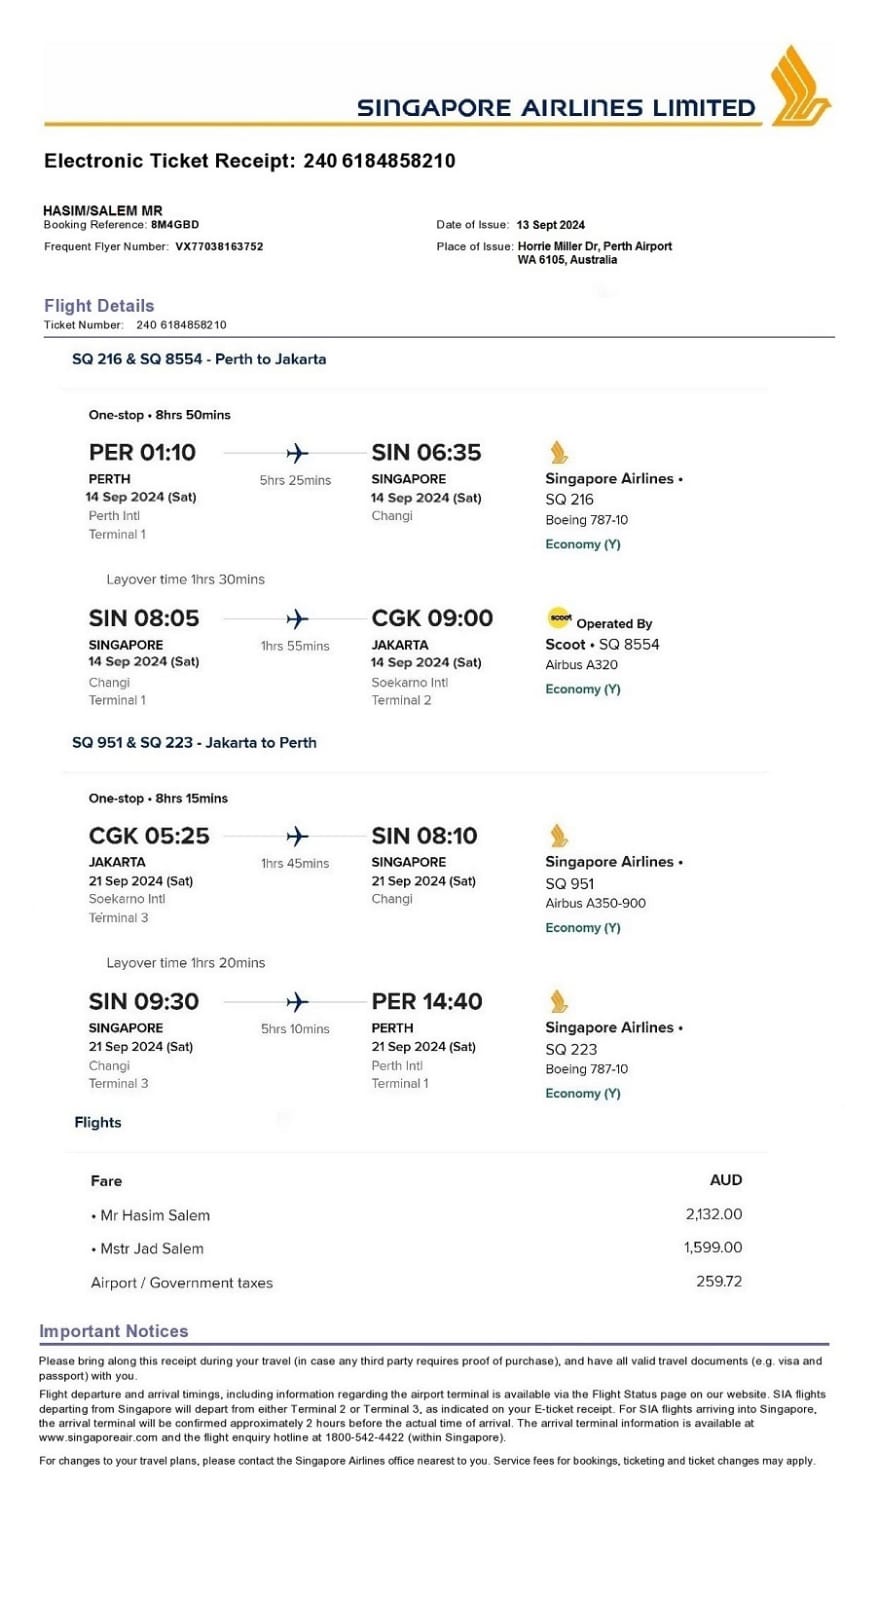 SINGAPORE AIRLINES LIMITED
Electronic Ticket Receipt: 240 6184858210
HASIM/SALEM MR
Booking Reference: 8M4GBD
Date of Issue: 13 Sept 2024
Frequent Flyer Number: VX77038163752
Place of Issue: Horrie Miller Dr, Perth Airport
WA 6105, Australia
Flight Details
Ticket Number: 240 6184858210
SQ 216 & SQ 8554 - Perth to Jakarta
One-stop • 8hrs 50mins
PER 01:10
SIN 06:35
PERTH
5hrs 25mins
SINGAPORE
Singapore Airlines •
14 Sep 2024 (Sat)
14 Sep 2024 (Sat)
SQ 216
Perth Intl
Changi
Boeing 787-10
Terminal 1
Economy (Y)
Layover time 1hrs 30mins
SIN 08:05
CGK 09:00
scoot Operated By
SINGAPORE
1hrs 55mins
JAKARTA
Scoot • SQ 8554
14 Sep 2024 (Sat)
14 Sep 2024 (Sat)
Airbus A320
Changi
Soekarno Intl
Economy (Y)
Terminal 1
Terminal 2
SQ 951 & SQ 223 - Jakarta to Perth
One-stop • 8hrs 15mins
CGK 05:25
SIN 08:10
JAKARTA
1hrs 45mins
SINGAPORE
Singapore Airlines •
21 Sep 2024 (Sat)
21 Sep 2024 (Sat)
SQ 951
Soekarno Intl
Changi
Airbus A350-900
Terminal 3
Economy (Y)
Layover time 1hrs 20mins
SIN 09:30
PER 14:40
SINGAPORE
5hrs 10mins
PERTH
Singapore Airlines •
21 Sep 2024 (Sat)
21 Sep 2024 (Sat)
SQ 223
Changi
Perth Intl
Boeing 787-10
Terminal 3
Terminal 1
Economy (Y)
Flights
Fare AUD
• Mr Hasim Salem 2,132.00
• Mstr Jad Salem 1,599.00
Airport / Government taxes 259.72
Important Notices
Please bring along this receipt during your travel (in case any third party requires proof of purchase), and have all valid travel documents (e.g. visa and
passport) with you.
Flight departure and arrival timings, including information regarding the airport terminal is available via the Flight Status page on our website. SIA flights
departing from Singapore will depart from either Terminal 2 or Terminal 3, as indicated on your E-ticket receipt. For SIA flights arriving into Singapore,
the arrival terminal will be confirmed approximately 2 hours before the actual time of arrival. The arrival terminal information is available at
www.singaporeair.com and the flight enquiry hotline at 1800-542-4422 (within Singapore).
For changes to your travel plans, please contact the Singapore Airlines office nearest to you. Service fees for bookings, ticketing and ticket changes may apply.